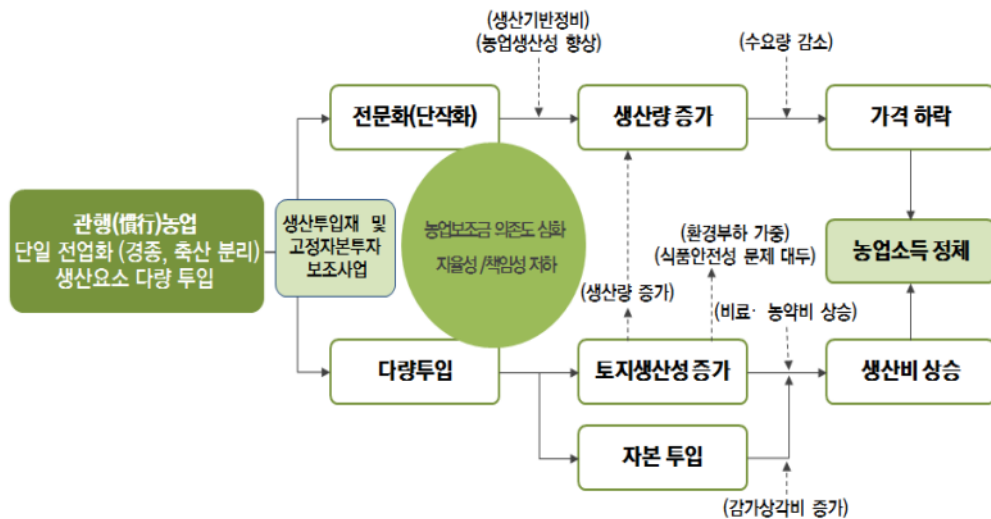 (생산기반정비)
(농업생산성 향상)
(수요량 감소)
전문화(단작화)
생산량 증가
가격 하락
관행(慣行)농업
단일 전업화 (경종, 축산 분리)
생산요소 다량 투입
생산투입재 및
고정자본투자
보조사업
농업보조금 의존도 심화
자율성 /책임성 저하
(환경부하 가중)
(식품안전성 문제 대두)
농업소득 정체
(생산량 증가)
(비료· 농약비 상승)
다량투입
토지생산성 증가
생산비 상승
자본 투입
(감가상각비 증가)